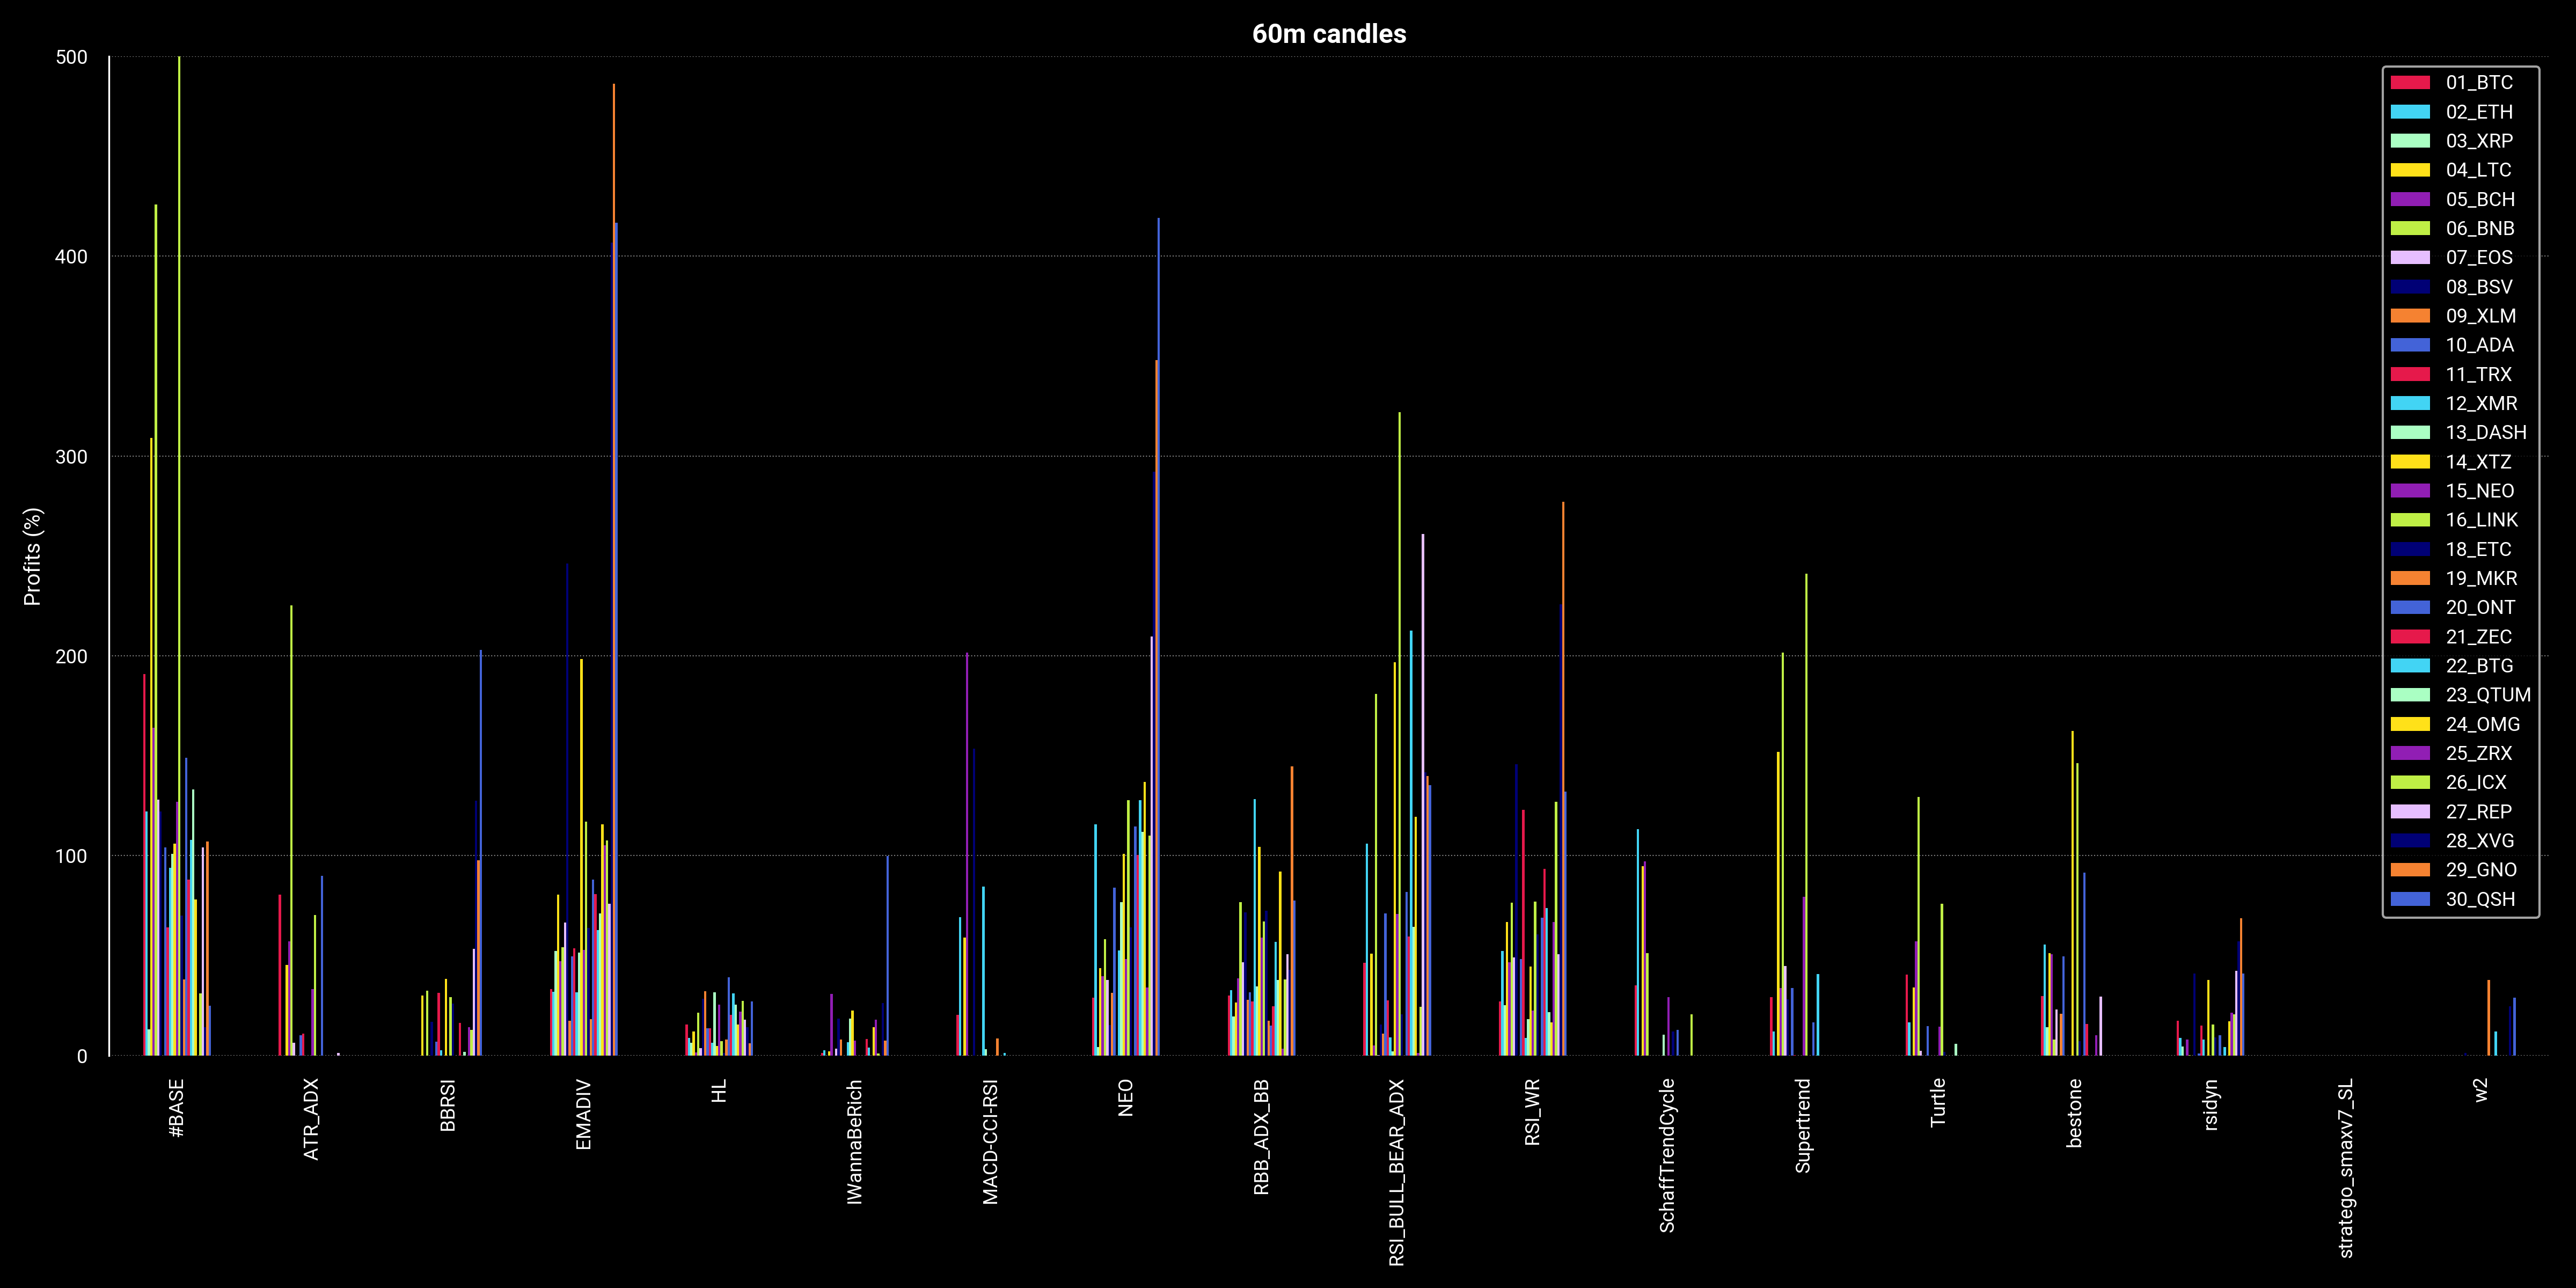 60m candles
Profits (%)
500
400
300
200
100
0
01_BTC
02_ETH
03_XRP
04_LTC
05_BCH
06_BNB
07_EOS
08_BSV
09_XLM
10_ADA
11_TRX
12_XMR
13_DASH
14_XTZ
15_NEO
16_LINK
18_ETC
19_MKR
20_ONT
21_ZEC
22_BTG
23_QTUM
24_OMG
25_ZRX
26_ICX
27_REP
28_XVG
29_GNO
30_QSH
#BASE
ATR_ADX
BBRSI
EMADIV
HL
IWannaBeRich
MACD-CCI-RSI
NEO
RBB_ADX_BB
RSI_BULL_BEAR_ADX
RSI_WR
SchaffTrendCycle
Supertrend
Turtle
bestone
rsidyn
stratego_smaxv7_SL
w2